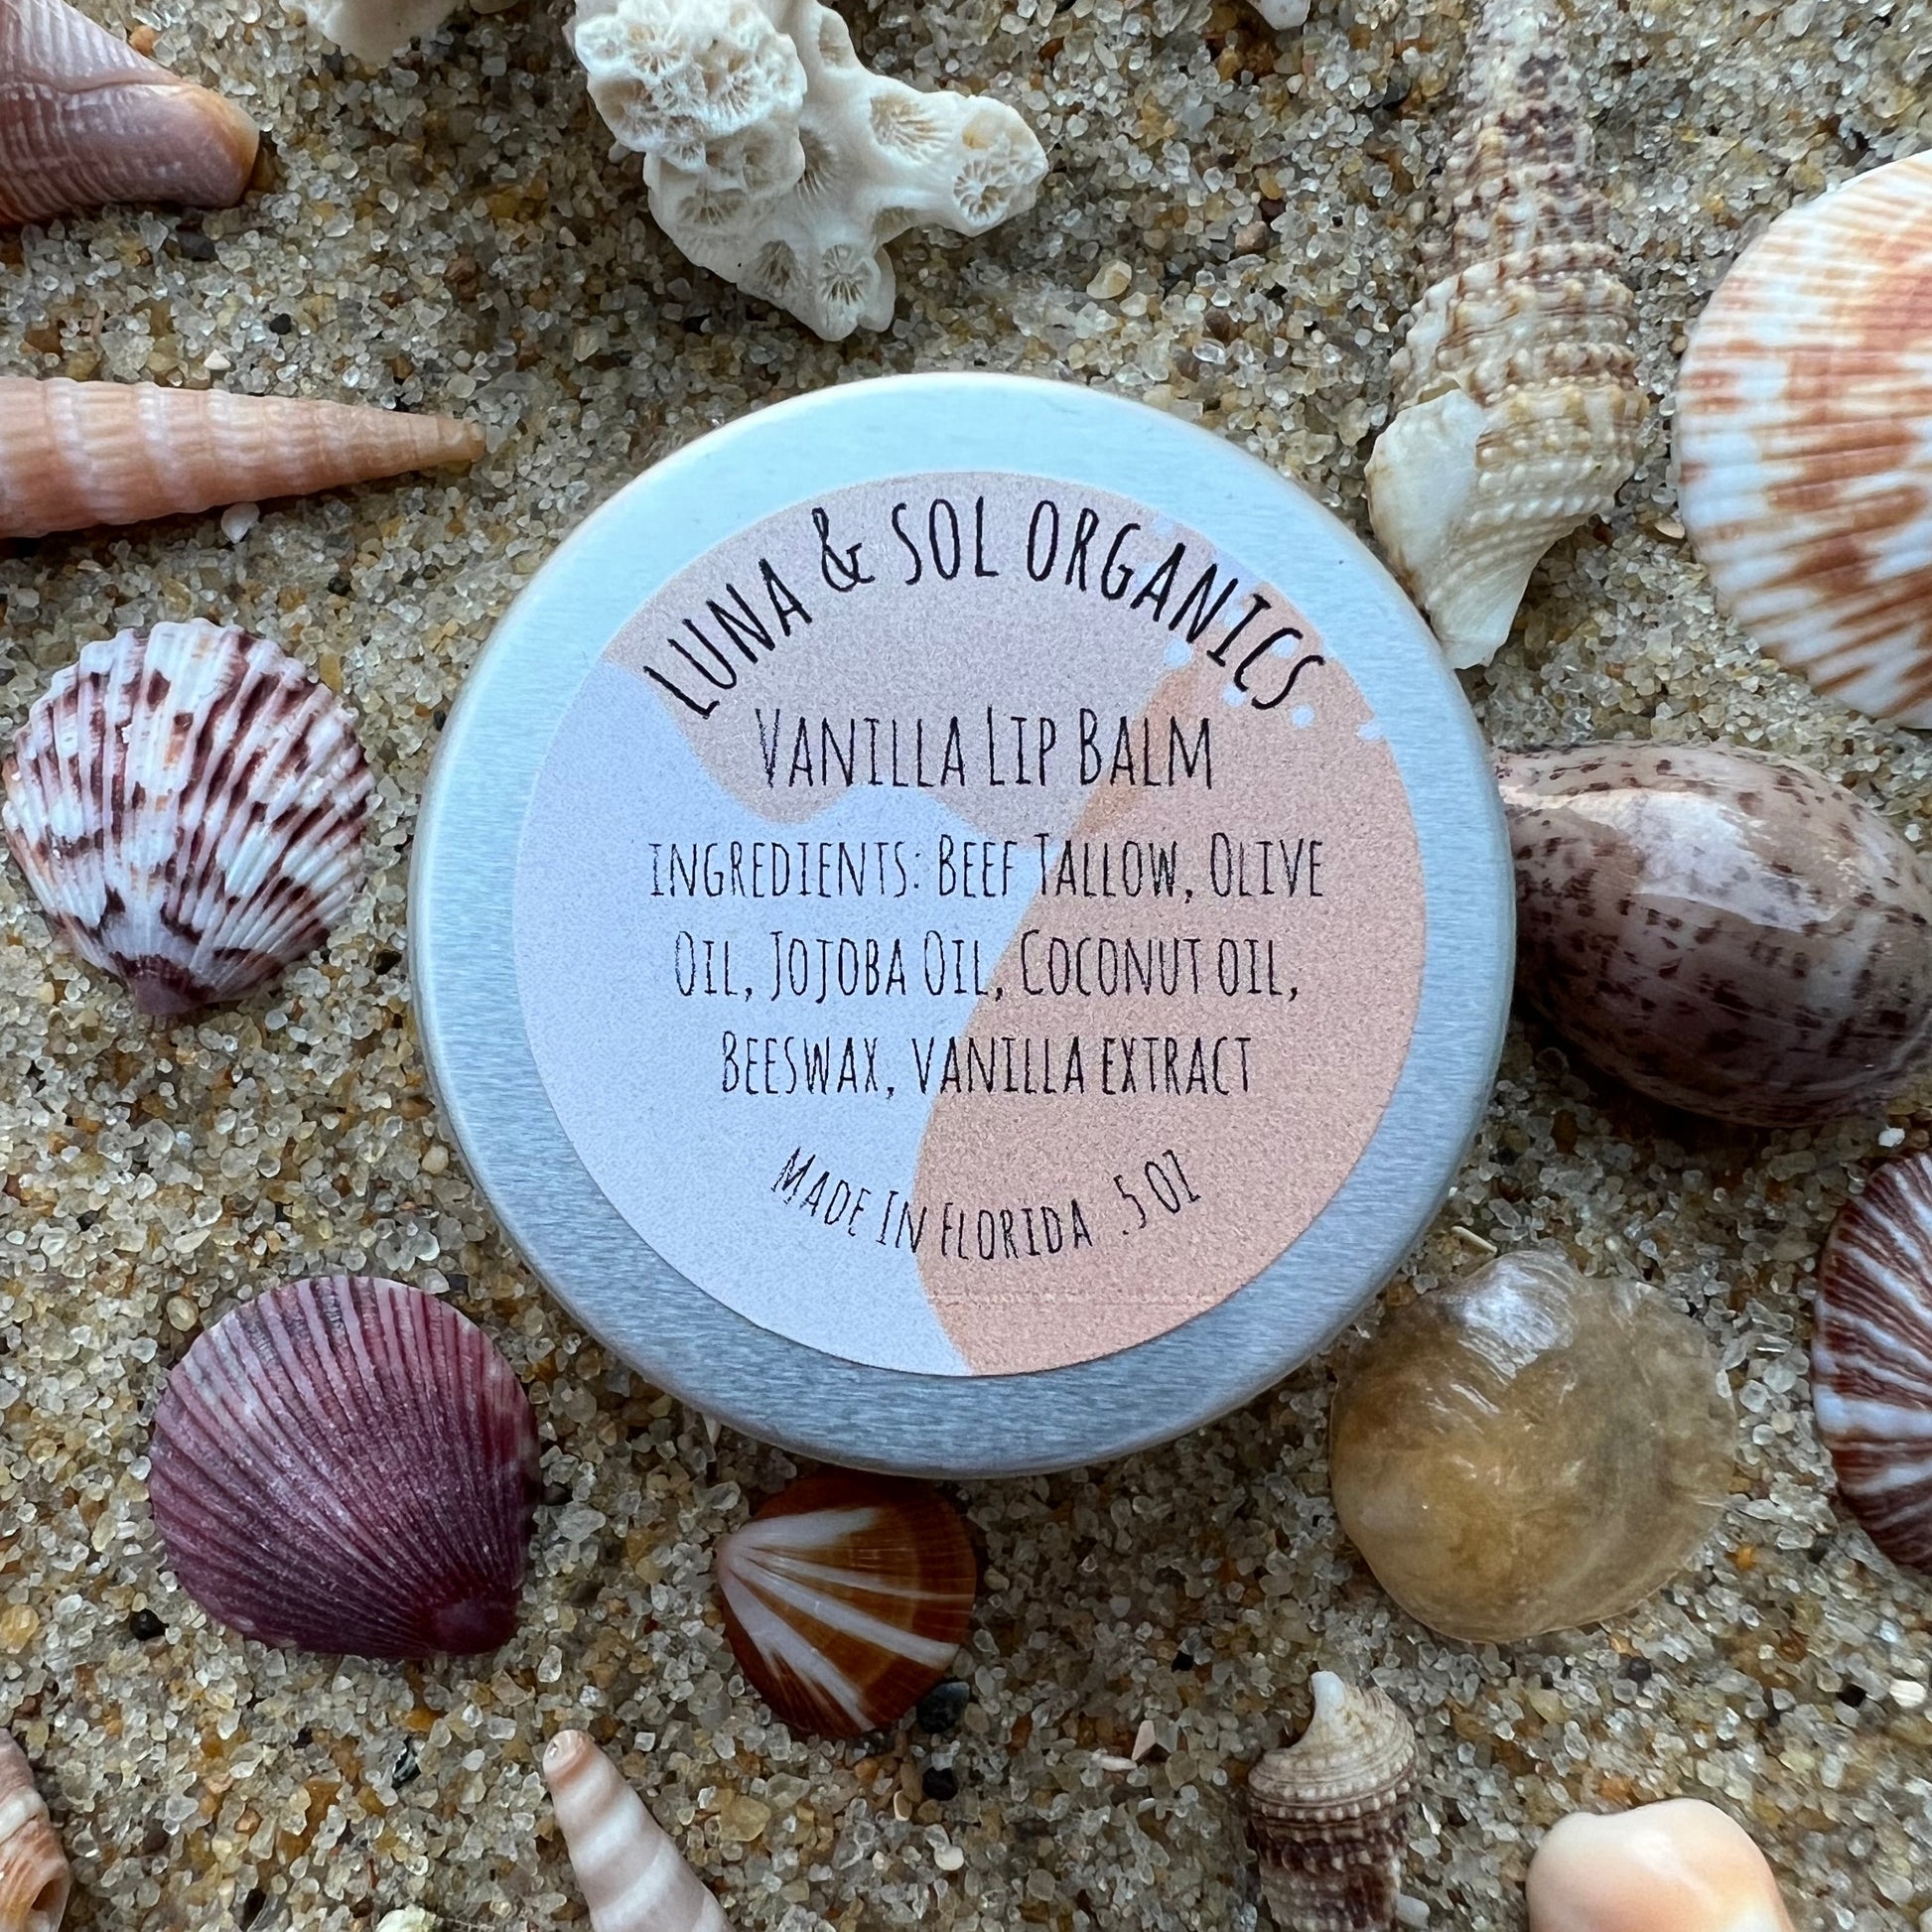 LUNA & SOL ORGANICS
VANILLA LIP BALM
INGREDIENTS: BEEF TALLOW, OLIVE
OIL, JOJOBA OIL, COCONUT OIL,
BEESWAX, VANILLA EXTRACT
MADE IN FLORIDA .5 OZ